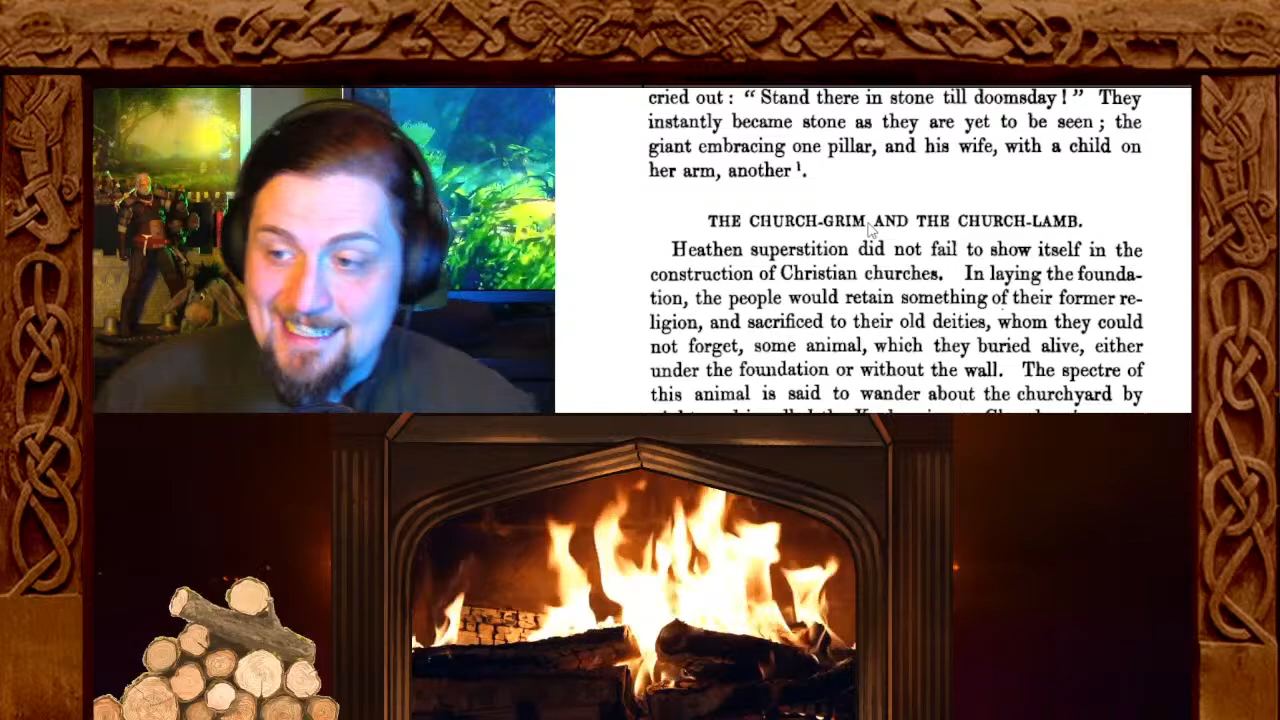 cried out : “ Stand there in stone till doomsday ! ” They
instantly became stone as they are yet to be seen ; the
giant embracing one pillar, and his wife, with a child on
her arm, another ¹.
THE CHURCH-GRIM AND THE CHURCH-LAMB.
Heathen superstition did not fail to show itself in the
construction of Christian churches. In laying the founda-
tion, the people would retain something of their former re-
ligion, and sacrificed to their old deities, whom they could
not forget, some animal, which they buried alive, either
under the foundation or without the wall. The spectre of
this animal is said to wander about the churchyard by